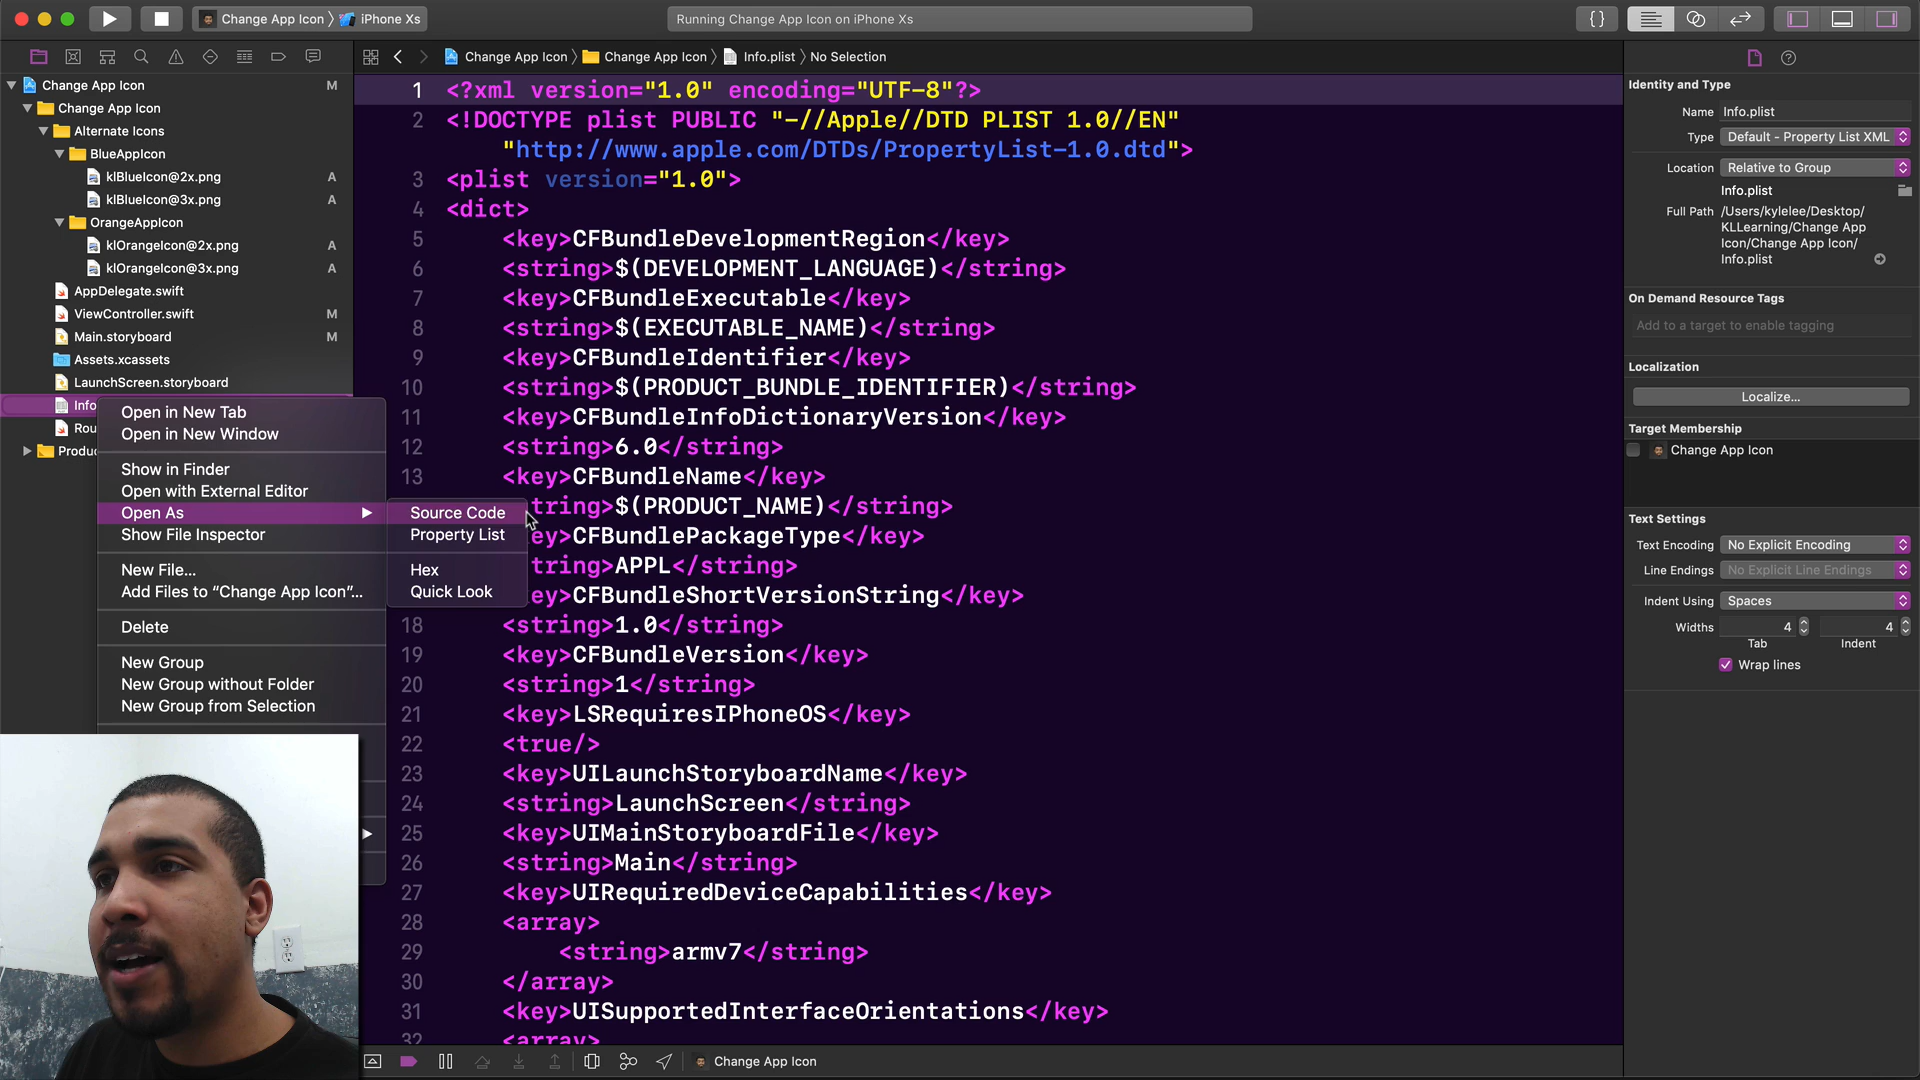 Change App Icon
iPhone Xs
Running Change App Icon on iPhone Xs
{}
Change App Icon
Change App Icon
Info.plist
No Selection
Change App Icon
M
Change App Icon
Alternate Icons
BlueAppIcon
klBlueIcon@2x.png
A
klBlueIcon@3x.png
A
OrangeAppIcon
klOrangeIcon@2x.png
A
klOrangeIcon@3x.png
A
AppDelegate.swift
ViewController.swift
M
Main.storyboard
M
Assets.xcassets
LaunchScreen.storyboard
Info
Rou
Produc
Open in New Tab
Open in New Window
Show in Finder
Open with External Editor
Open As
Show File Inspector
New File...
Add Files to “Change App Icon”...
Delete
New Group
New Group without Folder
New Group from Selection
Source Code
Property List
Hex
Quick Look
1 <?xml version="1.0" encoding="UTF-8"?>
2 <!DOCTYPE plist PUBLIC "-//Apple//DTD PLIST 1.0//EN"
"http://www.apple.com/DTDs/PropertyList-1.0.dtd">
3 <plist version="1.0">
4 <dict>
5 <key>CFBundleDevelopmentRegion</key>
6 <string>$(DEVELOPMENT_LANGUAGE)</string>
7 <key>CFBundleExecutable</key>
8 <string>$(EXECUTABLE_NAME)</string>
9 <key>CFBundleIdentifier</key>
10 <string>$(PRODUCT_BUNDLE_IDENTIFIER)</string>
11 <key>CFBundleInfoDictionaryVersion</key>
12 <string>6.0</string>
13 <key>CFBundleName</key>
tring>$(PRODUCT_NAME)</string>
ey>CFBundlePackageType</key>
tring>APPL</string>
ey>CFBundleShortVersionString</key>
18 <string>1.0</string>
19 <key>CFBundleVersion</key>
20 <string>1</string>
21 <key>LSRequiresIPhoneOS</key>
22 <true/>
23 <key>UILaunchStoryboardName</key>
24 <string>LaunchScreen</string>
25 <key>UIMainStoryboardFile</key>
26 <string>Main</string>
27 <key>UIRequiredDeviceCapabilities</key>
28 <array>
29 <string>armv7</string>
30 </array>
31 <key>UISupportedInterfaceOrientations</key>
32 <array>
Change App Icon
Identity and Type
Name Info.plist
Type Default - Property List XML
Location Relative to Group
Info.plist
Full Path /Users/kylelee/Desktop/
KLLearning/Change App
Icon/Change App Icon/
Info.plist
On Demand Resource Tags
Add to a target to enable tagging
Localization
Localize...
Target Membership
Change App Icon
Text Settings
Text Encoding No Explicit Encoding
Line Endings No Explicit Line Endings
Indent Using Spaces
Widths 4 4
Tab Indent
Wrap lines